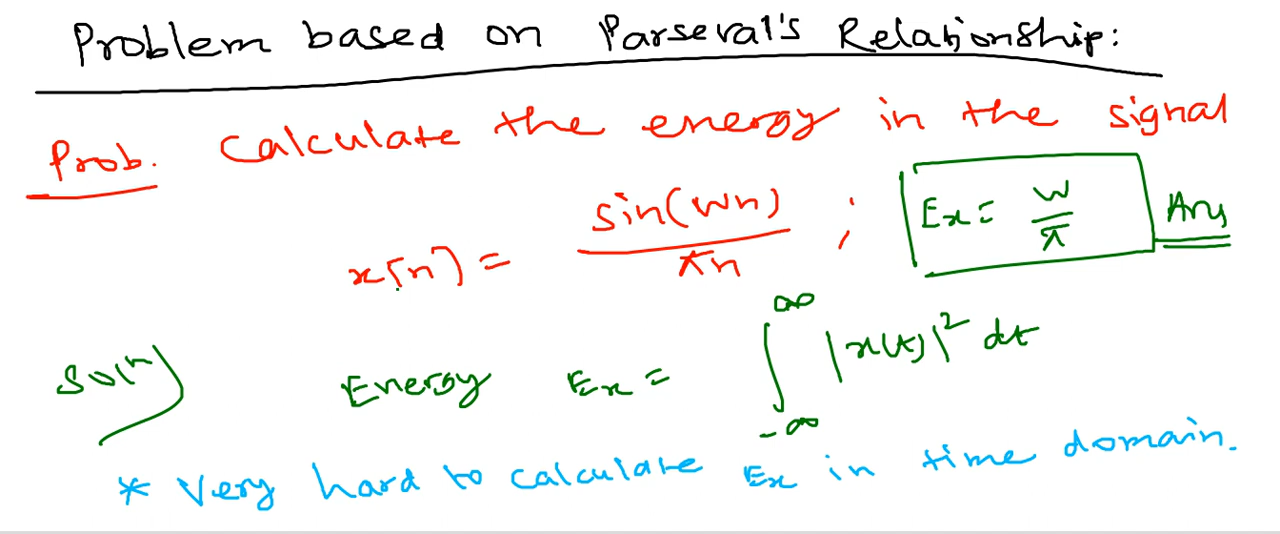 Problem based on Parseval's Relationship:
Prob. Calculate the energy in the signal
x[n] = sin(Wn) / πn ; Ex = W/π Ans
Soln) Energy Ex = ∫_{-∞}^{∞} |x(t)|² dt
* Very hard to calculate Ex in time domain.